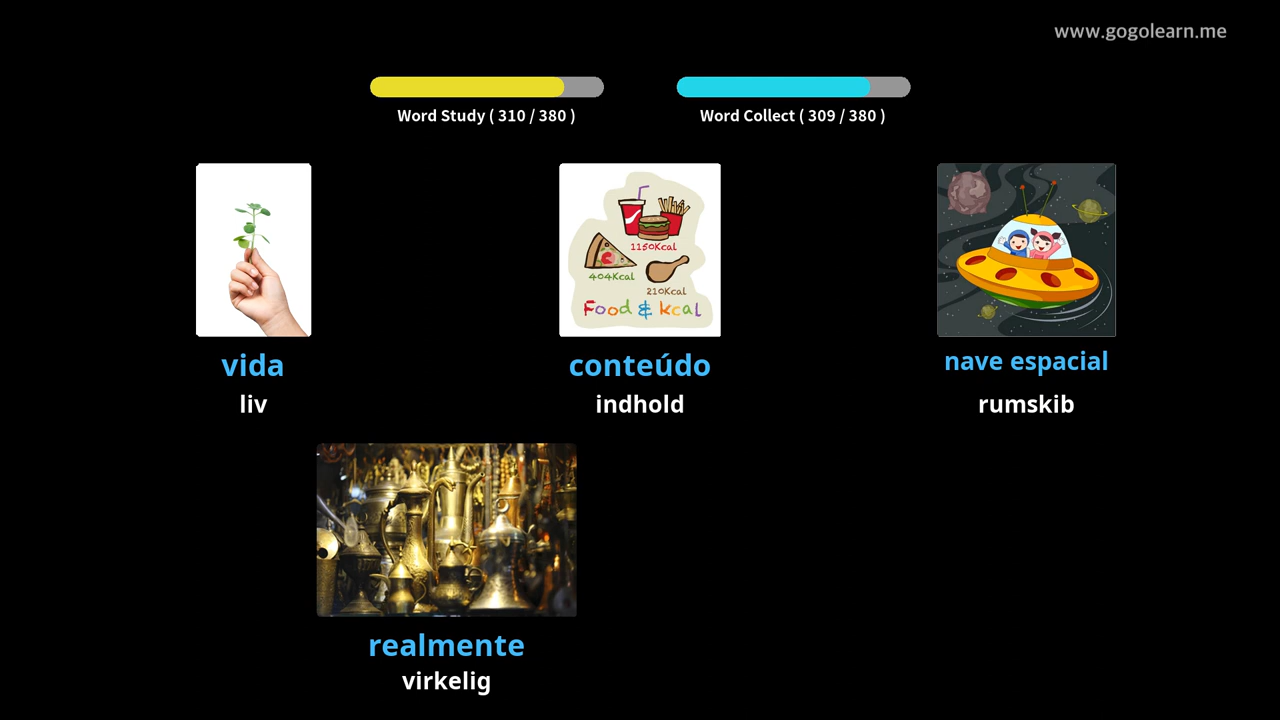 www.gogolearn.me
Word Study ( 310 / 380 )
Word Collect ( 309 / 380 )
1150Kcal
404Kcal
210Kcal
Food & kcal
vida
conteúdo
nave espacial
liv
indhold
rumskib
realmente
virkelig